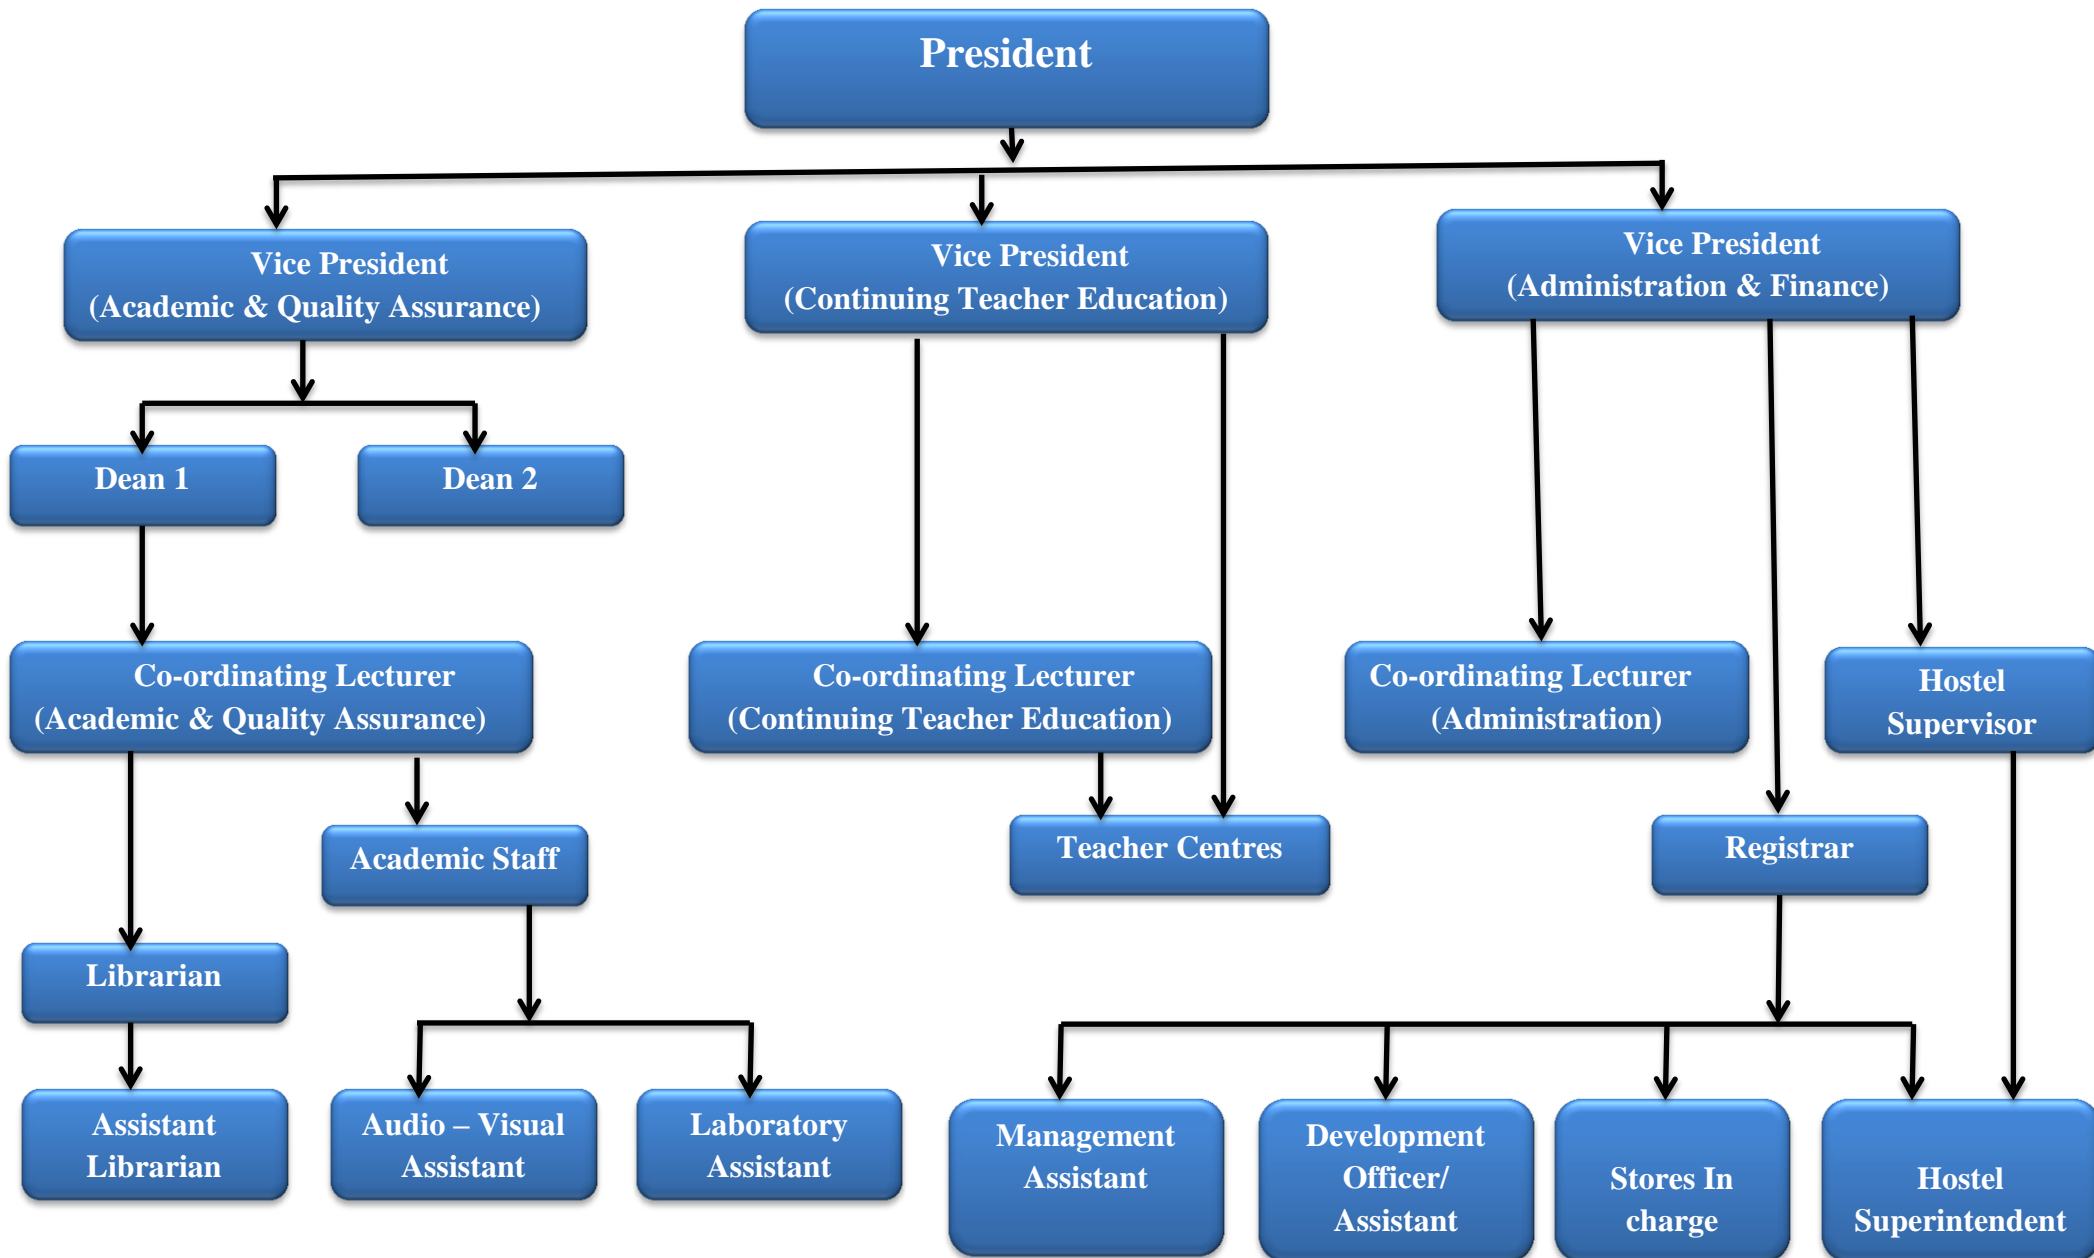 President
Vice President
(Academic & Quality Assurance)
Vice President
(Continuing Teacher Education)
Vice President
(Administration & Finance)
Dean 1
Dean 2
Co-ordinating Lecturer
(Academic & Quality Assurance)
Co-ordinating Lecturer
(Continuing Teacher Education)
Co-ordinating Lecturer
(Administration)
Hostel
Supervisor
Academic Staff
Teacher Centres
Registrar
Librarian
Assistant
Librarian
Audio – Visual
Assistant
Laboratory
Assistant
Management
Assistant
Development
Officer/
Assistant
Stores In
charge
Hostel
Superintendent